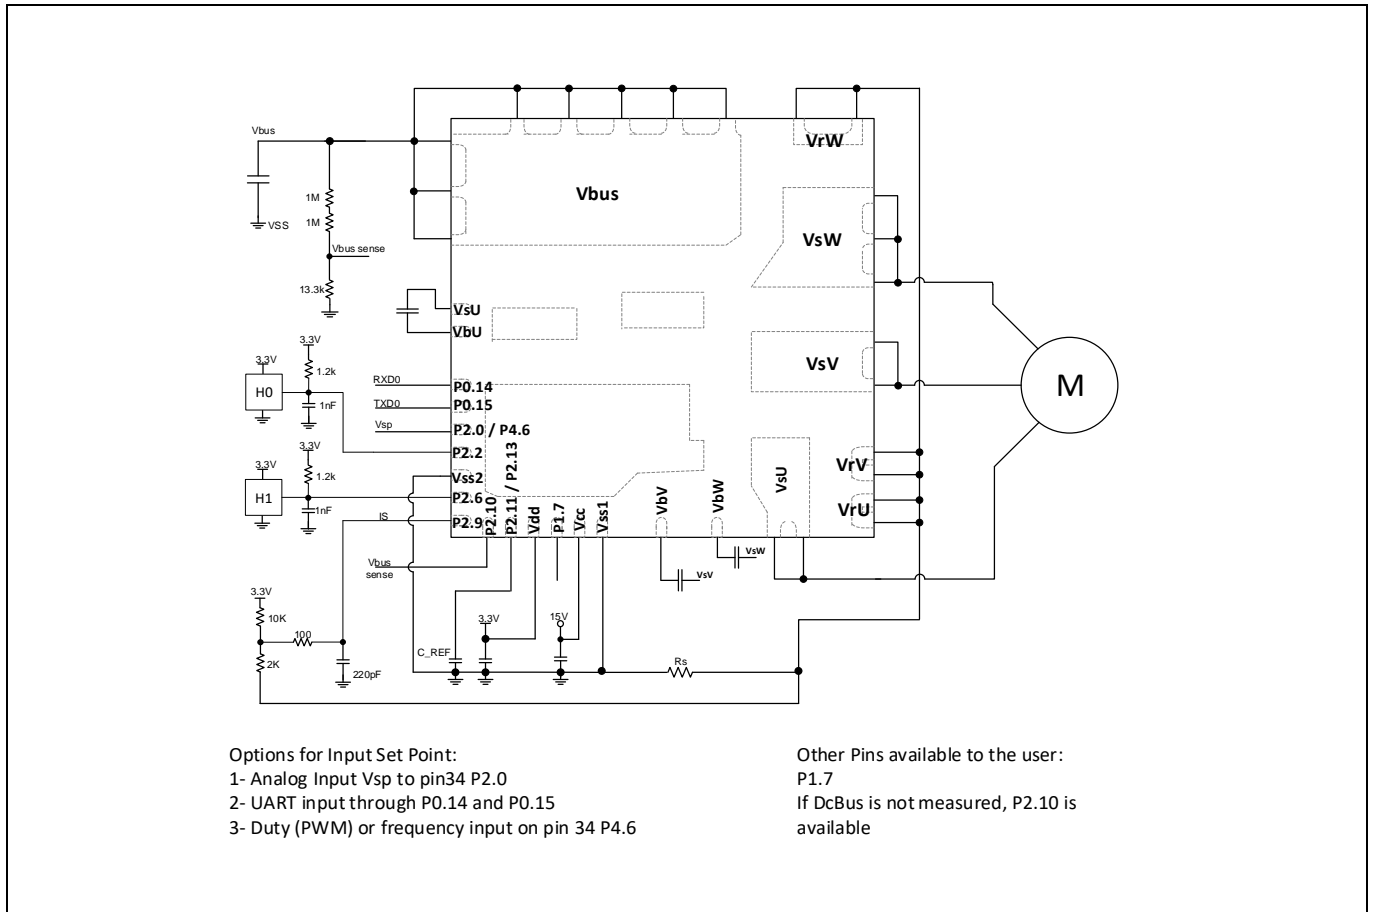 Vbus
VrW
Vbus
1M
VSS
1M
VsW
Vbus sense
13.3k
VsU
VbU
3.3V
3.3V
1.2k
VsV
M
RXD0
P0.14
H0
TXD0
P0.15
1nF
Vsp
P2.0 / P4.6
P2.2
3.3V
3.3V
1.2k
Vss2
VrV
H1
P2.6
1nF
VrU
IS
P2.9
P2.10
P2.11 / P2.13
Vdd
P1.7
Vcc
Vss1
VbV
VbW
VsU
Vbus
sense
VsW
VsV
3.3V
10K
100
2K
220pF
C_REF
3.3V
15V
Rs
Options for Input Set Point:
1- Analog Input Vsp to pin34 P2.0
2- UART input through P0.14 and P0.15
3- Duty (PWM) or frequency input on pin 34 P4.6
Other Pins available to the user:
P1.7
If DcBus is not measured, P2.10 is
available